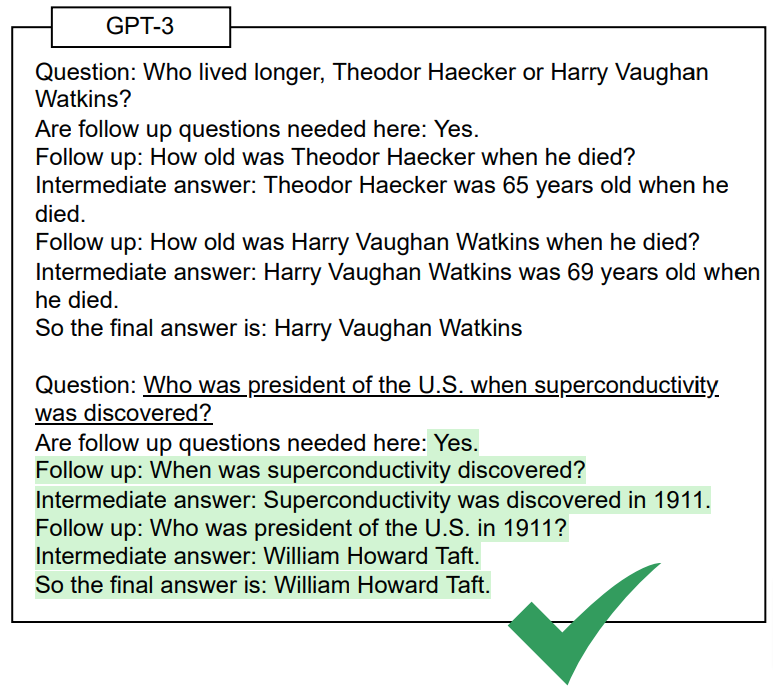 GPT-3
Question: Who lived longer, Theodor Haecker or Harry Vaughan
Watkins?
Are follow up questions needed here: Yes.
Follow up: How old was Theodor Haecker when he died?
Intermediate answer: Theodor Haecker was 65 years old when he
died.
Follow up: How old was Harry Vaughan Watkins when he died?
Intermediate answer: Harry Vaughan Watkins was 69 years old when
he died.
So the final answer is: Harry Vaughan Watkins
Question: Who was president of the U.S. when superconductivity
was discovered?
Are follow up questions needed here: Yes.
Follow up: When was superconductivity discovered?
Intermediate answer: Superconductivity was discovered in 1911.
Follow up: Who was president of the U.S. in 1911?
Intermediate answer: William Howard Taft.
So the final answer is: William Howard Taft.